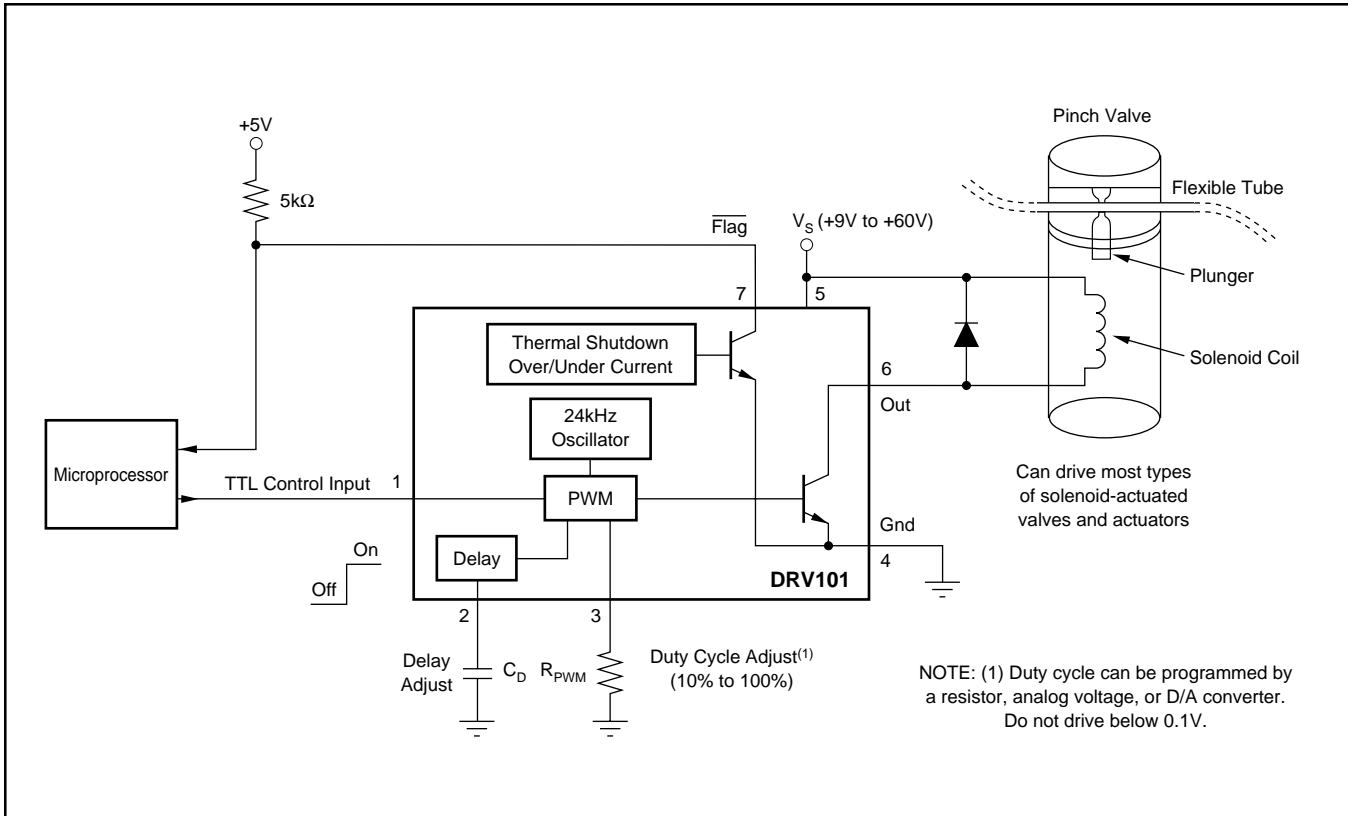 +5V
5kΩ
Flag
V_S (+9V to +60V)
Pinch Valve
Flexible Tube
Plunger
Solenoid Coil
7
5
Thermal Shutdown
Over/Under Current
6
Out
24kHz
Oscillator
Microprocessor
TTL Control Input
1
PWM
Can drive most types
of solenoid-actuated
valves and actuators
Gnd
4
Delay
DRV101
On
Off
2
3
Delay
Adjust
C_D
R_PWM
Duty Cycle Adjust(1)
(10% to 100%)
NOTE: (1) Duty cycle can be programmed by
a resistor, analog voltage, or D/A converter.
Do not drive below 0.1V.